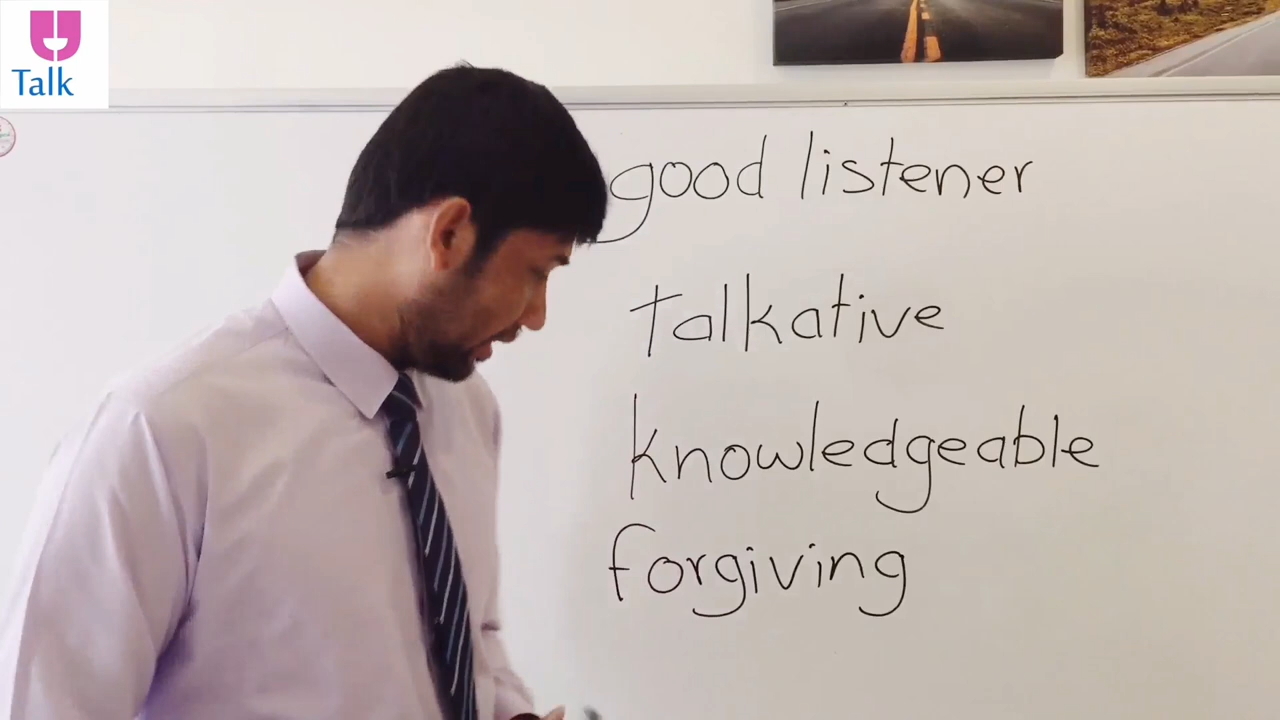 Talk
good listener
talkative
knowledgeable
forgiving